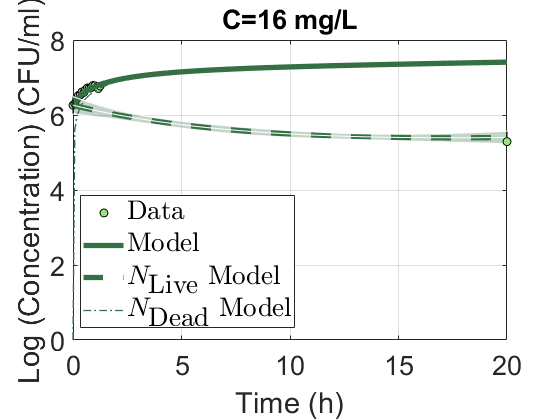 C=16 mg/L
Log (Concentration) (CFU/ml)
8
6
4
2
0
Data
Model
N_Live Model
N_Dead Model
0
5
10
15
20
Time (h)